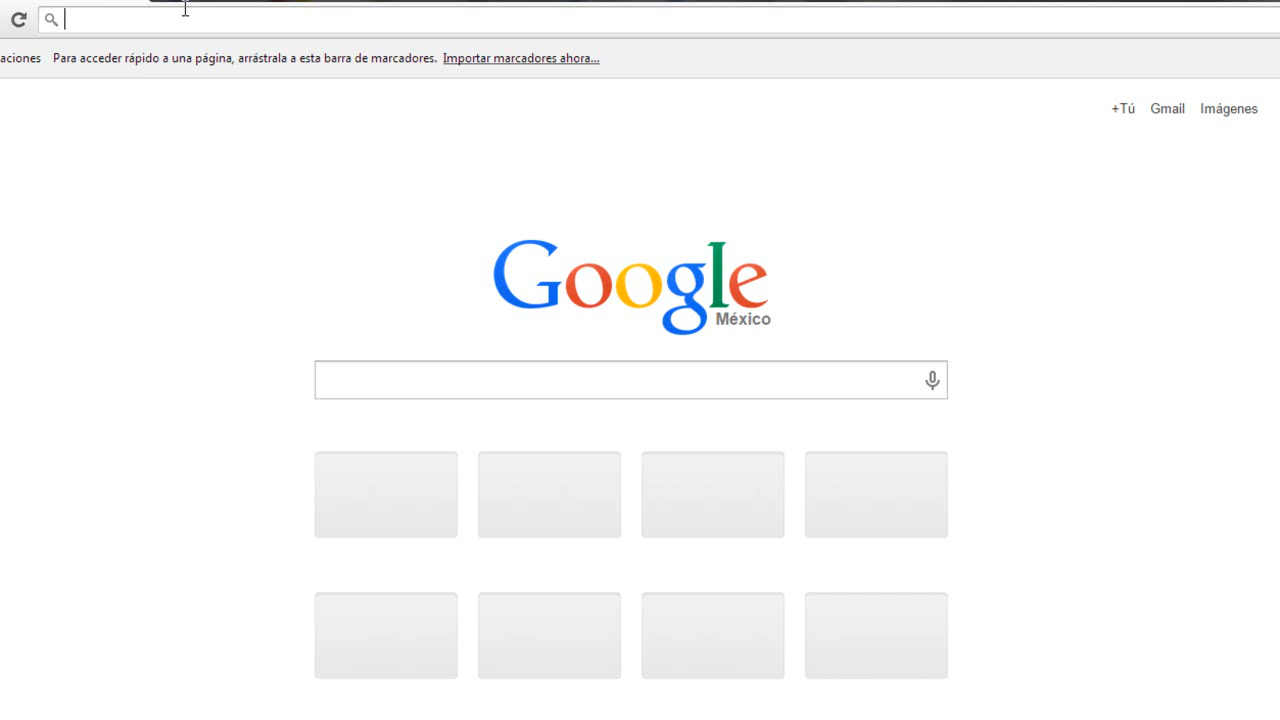 aciones Para acceder rápido a una página, arrástrala a esta barra de marcadores. Importar marcadores ahora...
+Tú Gmail Imágenes
Google
México